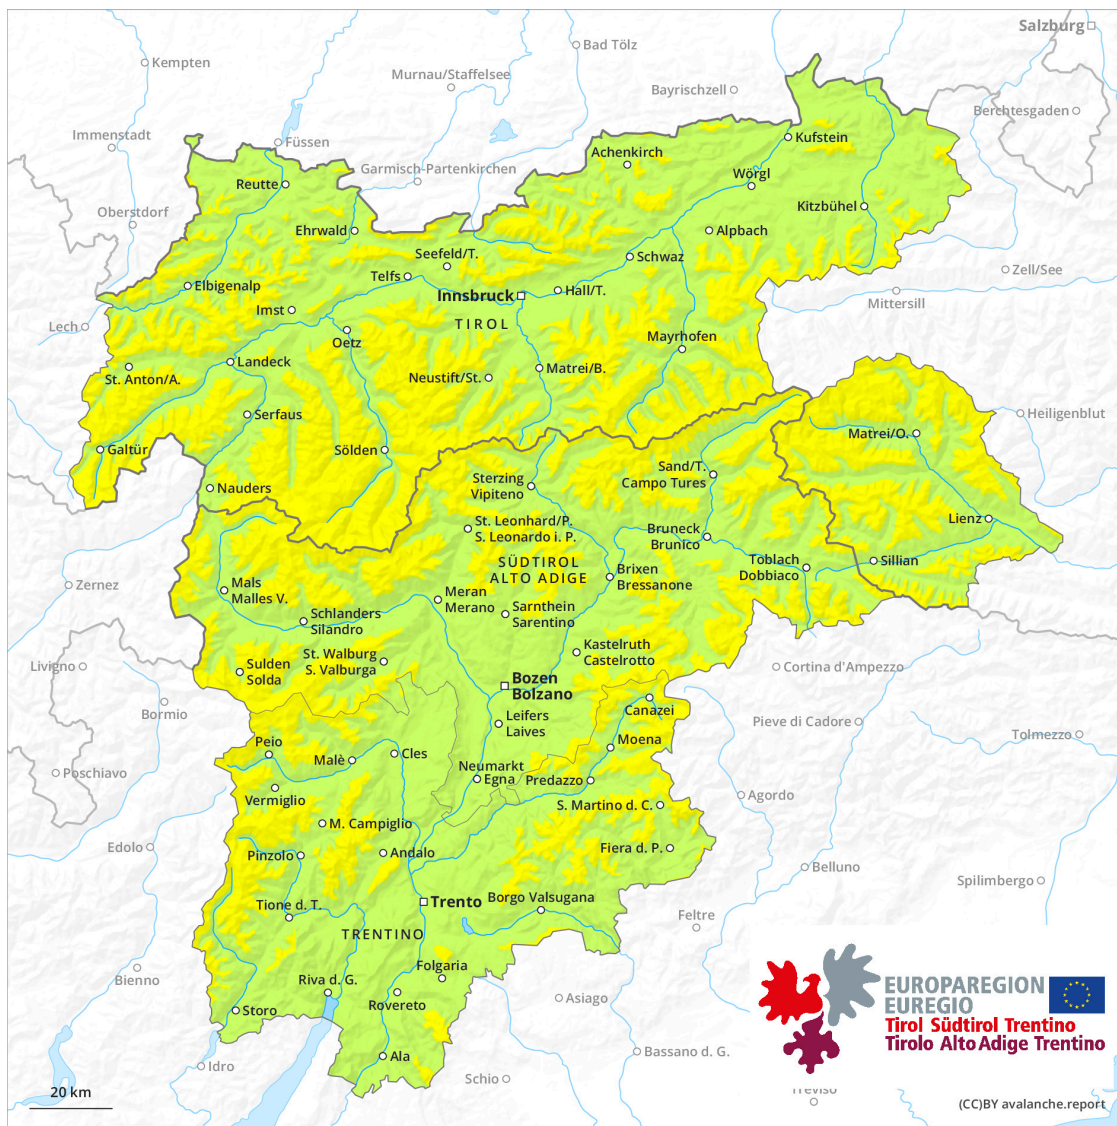 Salzburg
Bad Tölz
Kempten
Murnau/Staffelsee
Bayrischzell
Berchtesgaden
Immenstadt
Füssen
Kufstein
Achenkirch
Garmisch-Partenkirchen
Wörgl
Reutte
Oberstdorf
Kitzbühel
Ehrwald
Alpbach
Seefeld/T.
Schwaz
Zell/See
Telfs
Elbigenalp
Hall/T.
Innsbruck
Mittersill
Imst
TIROL
Lech
Oetz
Mayrhofen
Landeck
Matrei/B.
St. Anton/A.
Neustift/St.
Serfaus
Heiligenblut
Matrei/O.
Galtür
Sölden
Sand/T.
Campo Tures
Sterzing
Vipiteno
Nauders
Lienz
St. Leonhard/P.
S. Leonardo i. P.
Bruneck
Brunico
SÜDTIROL
ALTO ADIGE
Toblach
Dobbiaco
Sillian
Brixen
Bressanone
Zernez
Mals
Malles V.
Meran
Merano
Sarnthein
Sarentino
Schlanders
Silandro
Kastelruth
Castelrotto
St. Walburg
S. Valburga
Livigno
Sulden
Solda
Cortina d'Ampezzo
Bozen
Bolzano
Canazei
Bormio
Leifers
Laives
Pieve di Cadore
Tolmezzo
Moena
Peio
Cles
Malè
Neumarkt
Egna
Predazzo
Poschiavo
Vermiglio
Agordo
S. Martino d. C.
M. Campiglio
Edolo
Fiera d. P.
Pinzolo
Andalo
Belluno
Spilimbergo
Tione d. T.
Trento
Borgo Valsugana
Feltre
TRENTINO
Folgaria
Bienno
Riva d. G.
Rovereto
Asiago
Storo
EUROPAREGION
EUREGIO
Tirol Südtirol Trentino
Tirolo Alto Adige Trentino
Ala
Bassano d. G.
Idro
Schio
Treviso
20 km
(CC)BY avalanche.report